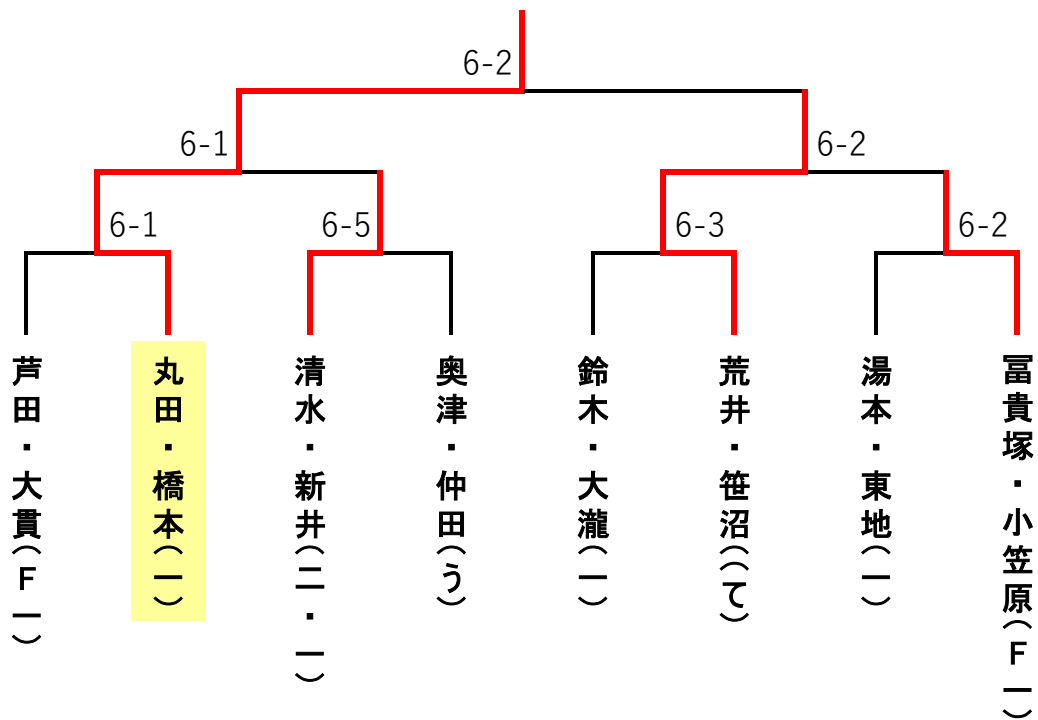 6-2
6-1
6-2
6-1
6-5
6-3
6-2
芦田・大貫(F一)
丸田・橋本(一)
清水・新井(二・一)
奥津・仲田(う)
鈴木・大瀧(一)
荒井・笹沼((て)
湯本・東地(一)
冨貴塚・小笠原(F一)